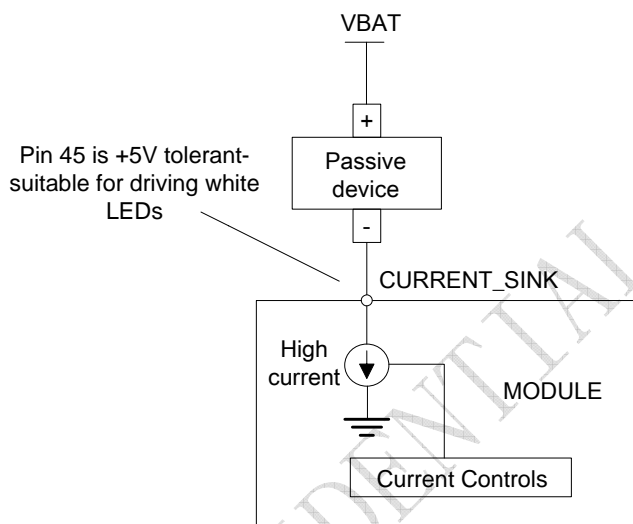 VBAT
+
Passive
device
-
Pin 45 is +5V tolerant-
suitable for driving white
LEDs
CURRENT_SINK
High
current
MODULE
Current Controls
DENTIAL